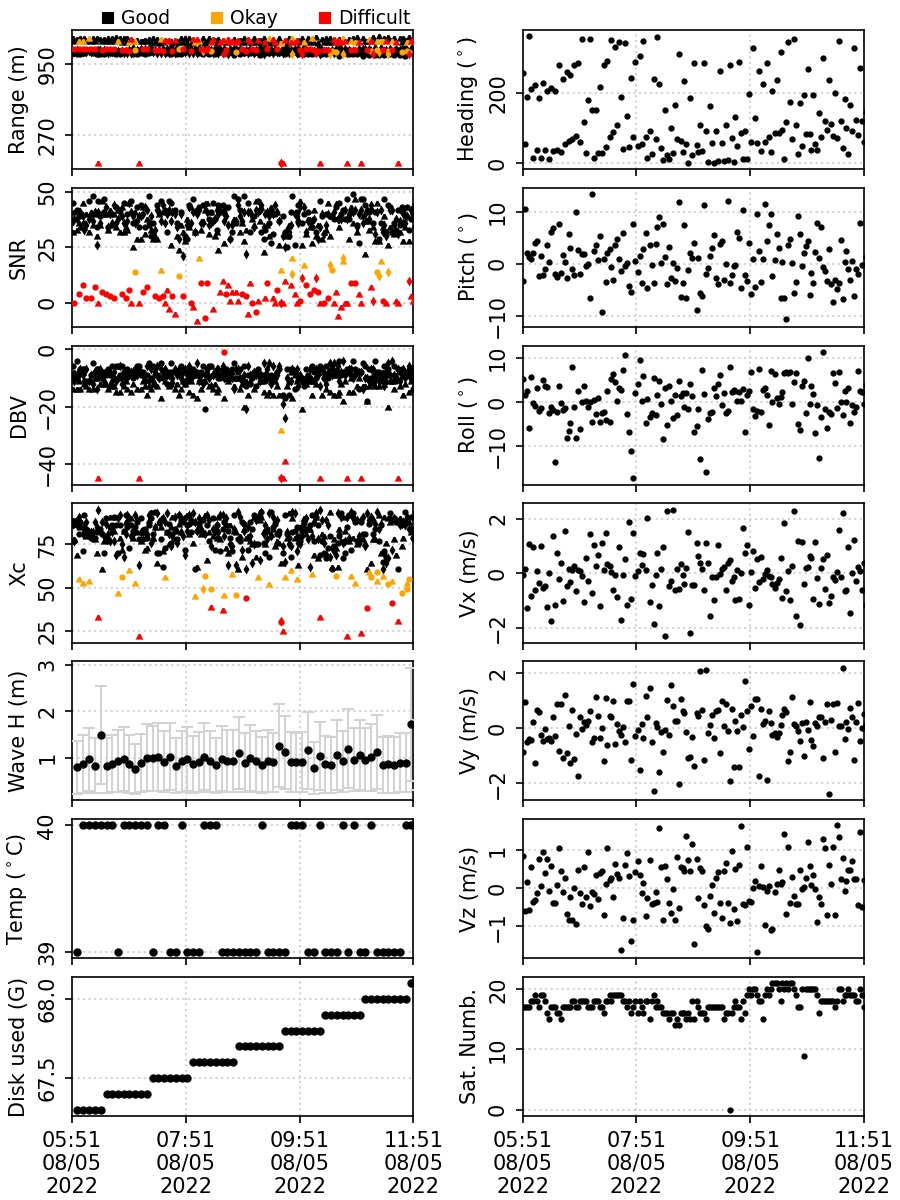 Good Okay Difficult
Range (m)
950
270
Heading (°)
200
0
SNR
50
25
0
Pitch (°)
10
0
−10
DBV
0
−20
−40
Roll (°)
10
0
−10
Xc
75
50
25
Vx (m/s)
2
0
−2
Wave H (m)
3
2
1
Vy (m/s)
2
0
−2
Temp (°C)
40
39
Vz (m/s)
1
0
−1
Disk used (G)
68.0
67.5
Sat. Numb.
20
10
0
05:51 07:51 09:51 11:51 05:51 07:51 09:51 11:51
08/05 08/05 08/05 08/05 08/05 08/05 08/05 08/05
2022 2022 2022 2022 2022 2022 2022 2022